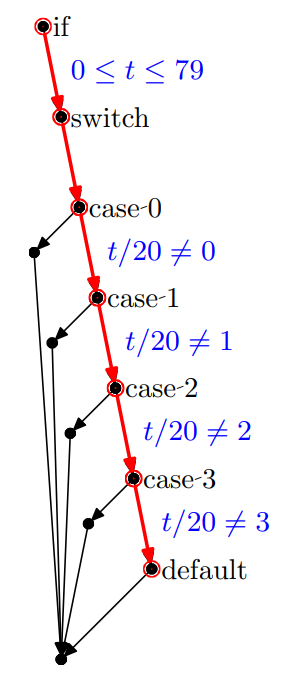 if
0 ≤ t ≤ 79
switch
case-0
t/20 ≠ 0
case-1
t/20 ≠ 1
case-2
t/20 ≠ 2
case-3
t/20 ≠ 3
default